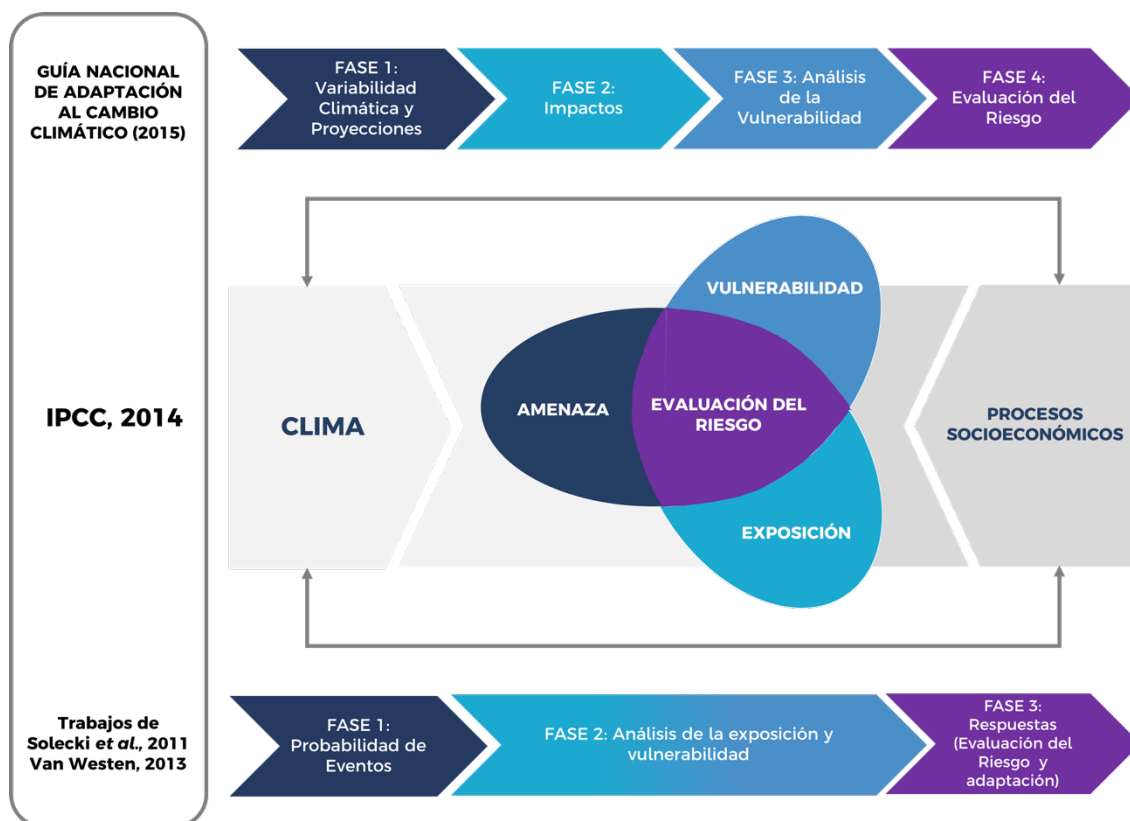 GUÍA NACIONAL
DE ADAPTACIÓN
AL CAMBIO
CLIMÁTICO (2015)
FASE 1:
Variabilidad
Climática y
Proyecciones
FASE 2:
Impactos
FASE 3: Análisis
de la
Vulnerabilidad
FASE 4:
Evaluación del
Riesgo
IPCC, 2014
CLIMA
AMENAZA
VULNERABILIDAD
EVALUACIÓN DEL
RIESGO
EXPOSICIÓN
PROCESOS
SOCIOECONÓMICOS
Trabajos de
Solecki et al., 2011
Van Westen, 2013
FASE 1:
Probabilidad de
Eventos
FASE 2: Análisis de la exposición y
vulnerabilidad
FASE 3:
Respuestas
(Evaluación del
Riesgo y
adaptación)